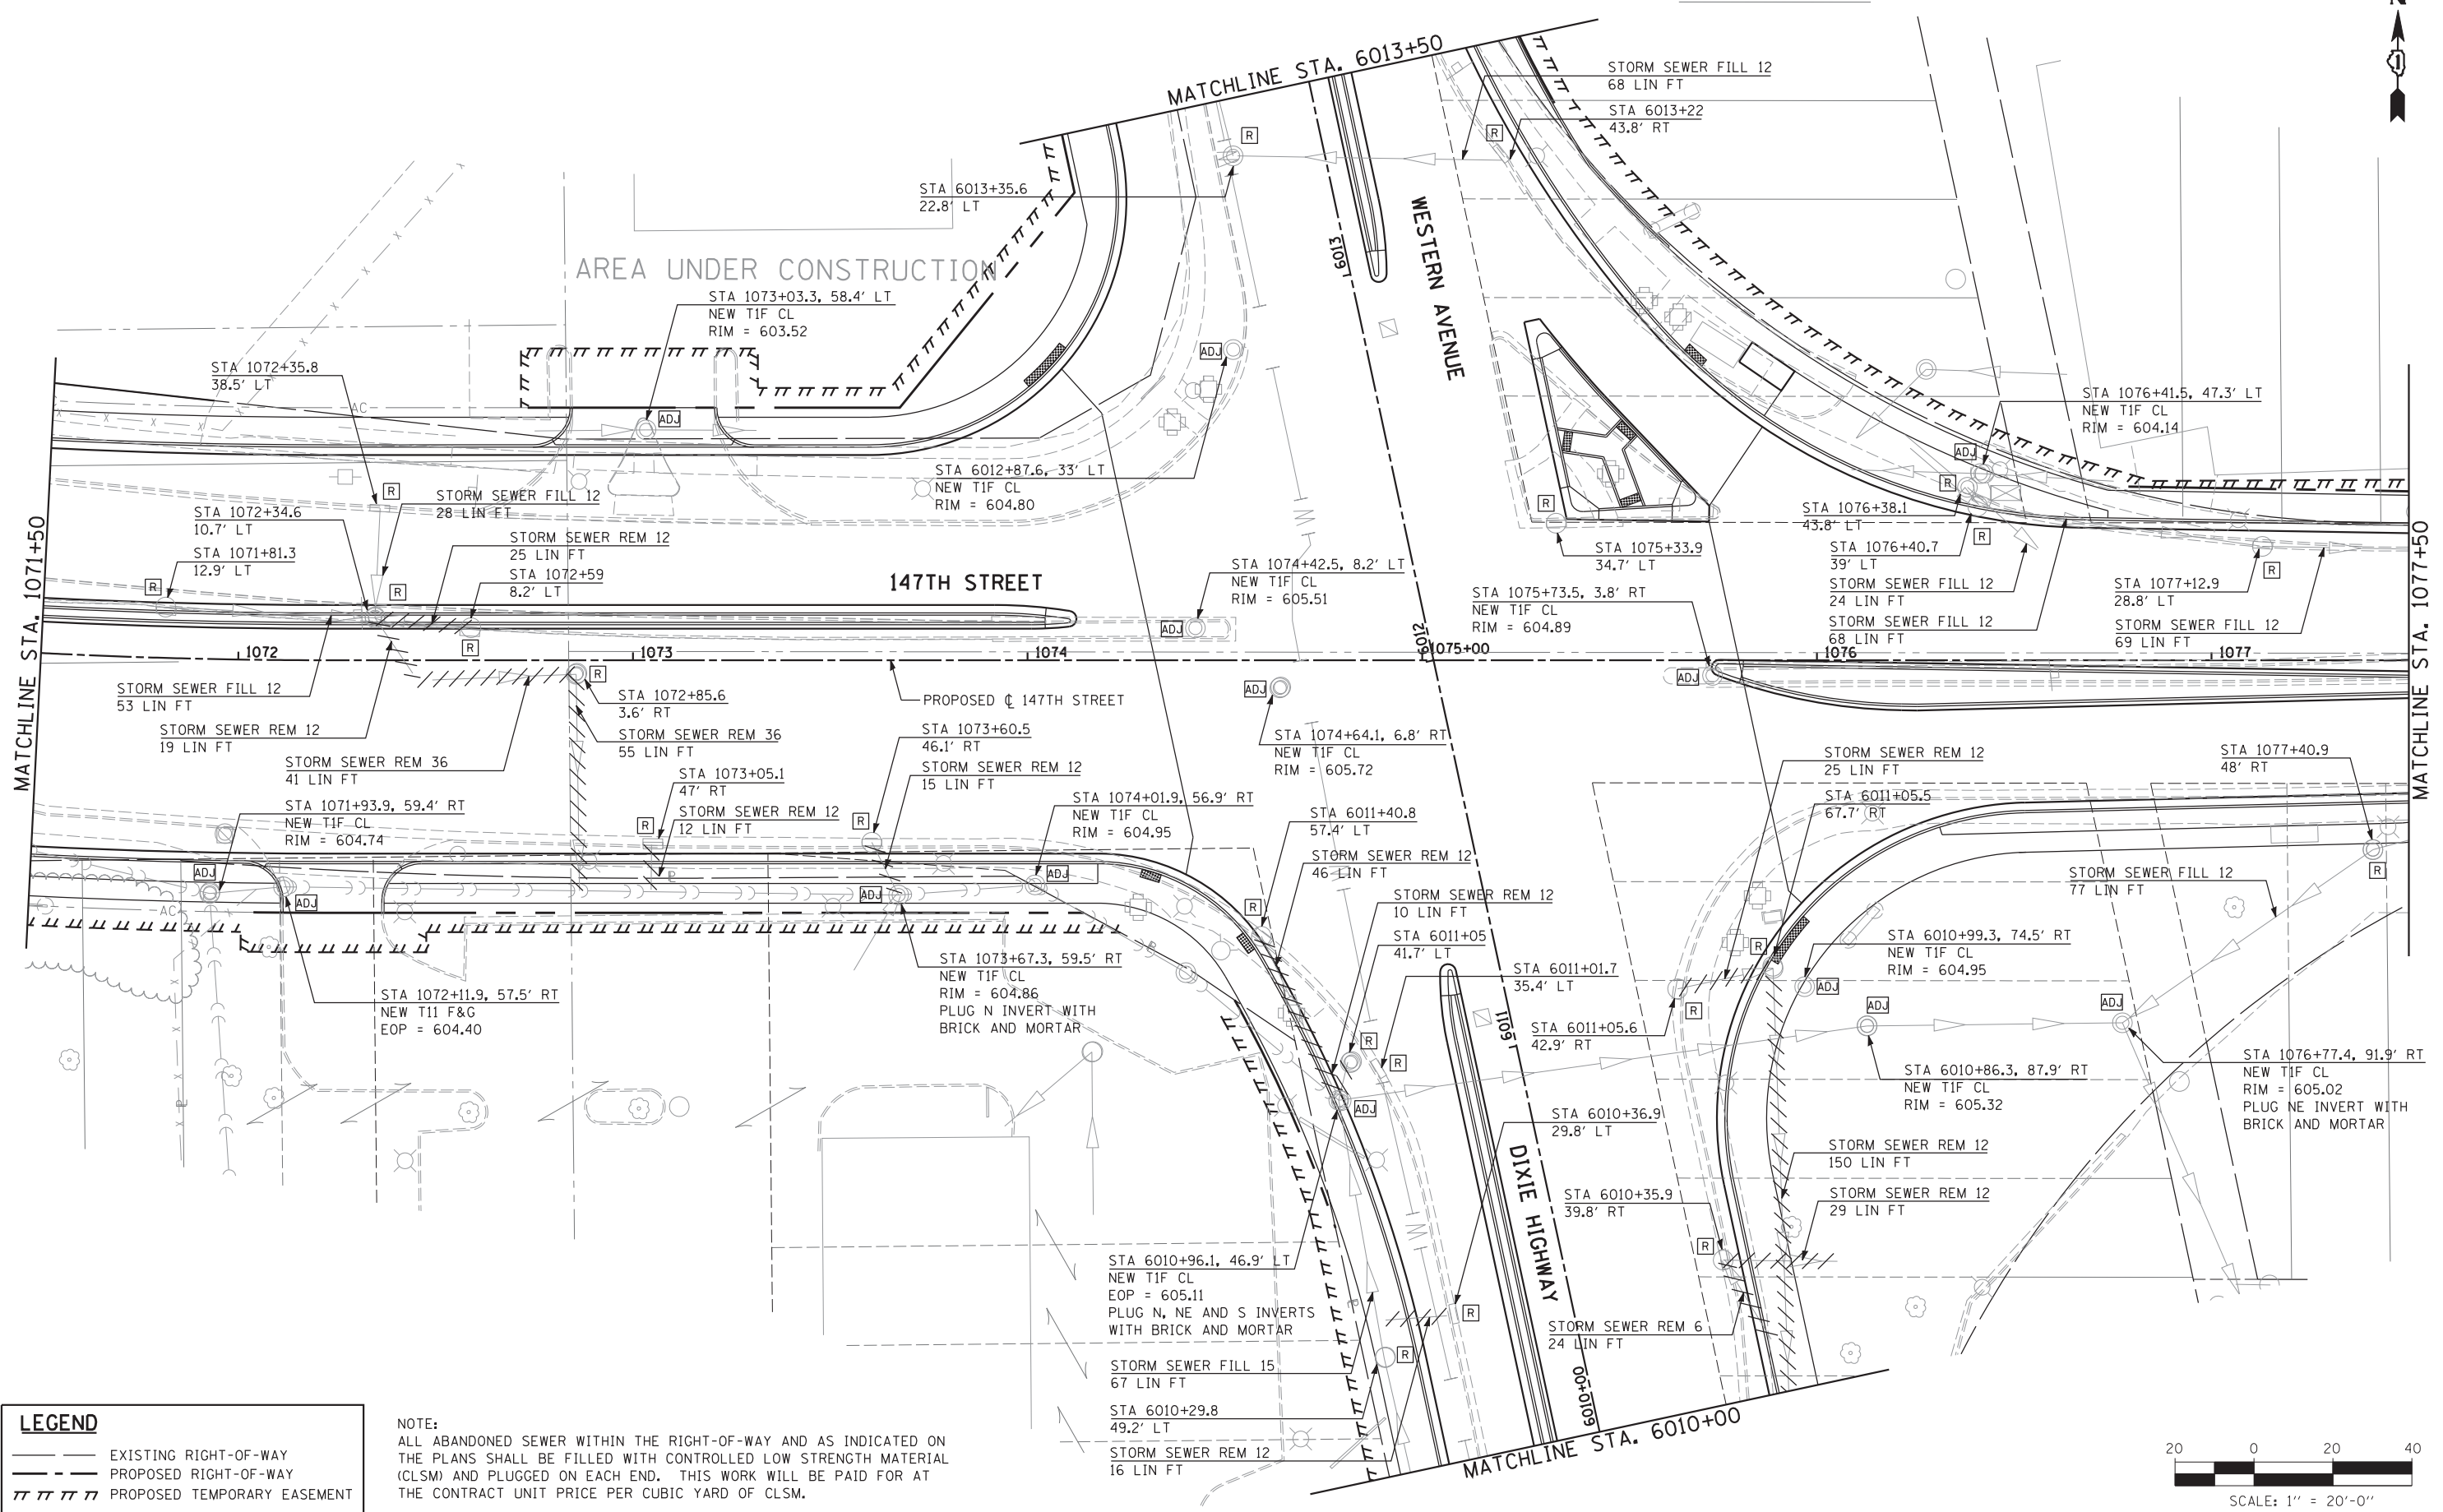 N
MATCHLINE STA. 6013+50
STORM SEWER FILL 12
68 LIN FT
STA 6013+22
43.8' RT
R
R
STA 6013+35.6
22.8' LT
WESTERN AVENUE
6013
AREA UNDER CONSTRUCTION
STA 1073+03.3, 58.4' LT
NEW T1F CL
RIM = 603.52
STA 1072+35.8
38.5' LT
AC
ADJ
ADJ
STA 1076+41.5, 47.3' LT
NEW T1F CL
RIM = 604.14
ADJ
STA 6012+87.6, 33' LT
NEW T1F CL
RIM = 604.80
R
STORM SEWER FILL 12
28 LIN FT
STA 1072+34.6
10.7' LT
STORM SEWER REM 12
25 LIN FT
STA 1071+81.3
12.9' LT
STA 1072+59
8.2' LT
R
R
R
147TH STREET
STA 1074+42.5, 8.2' LT
NEW T1F CL
RIM = 605.51
ADJ
R
STA 1075+33.9
34.7' LT
STA 1075+73.5, 3.8' RT
NEW T1F CL
RIM = 604.89
ADJ
R
STA 1076+38.1
43.8' LT
STA 1076+40.7
39' LT
R
STORM SEWER FILL 12
24 LIN FT
STORM SEWER FILL 12
68 LIN FT
STA 1077+12.9
28.8' LT
R
STORM SEWER FILL 12
69 LIN FT
MATCHLINE STA. 1071+50
MATCHLINE STA. 1077+50
1072
1073
1074
6012
1075+00
1076
1077
STORM SEWER FILL 12
53 LIN FT
STORM SEWER REM 12
19 LIN FT
STORM SEWER REM 36
41 LIN FT
R
STA 1072+85.6
3.6' RT
STORM SEWER REM 36
55 LIN FT
PROPOSED ℄ 147TH STREET
ADJ
STA 1074+64.1, 6.8' RT
NEW T1F CL
RIM = 605.72
STA 1073+60.5
46.1' RT
STORM SEWER REM 12
15 LIN FT
STA 1073+05.1
47' RT
STORM SEWER REM 12
12 LIN FT
R
R
STA 1071+93.9, 59.4' RT
NEW T1F CL
RIM = 604.74
ADJ
ADJ
AC
STA 1074+01.9, 56.9' RT
NEW T1F CL
RIM = 604.95
ADJ
ADJ
STA 6011+40.8
57.4' LT
STORM SEWER REM 12
46 LIN FT
R
STORM SEWER REM 12
10 LIN FT
STA 6011+05
41.7' LT
STA 6011+01.7
35.4' LT
R
R
ADJ
STORM SEWER REM 12
25 LIN FT
STA 6011+05.5
67.7' RT
STA 1077+40.9
48' RT
R
STORM SEWER FILL 12
77 LIN FT
STA 6010+99.3, 74.5' RT
NEW T1F CL
RIM = 604.95
R
ADJ
R
ADJ
ADJ
6011
STA 6011+05.6
42.9' RT
STA 1072+11.9, 57.5' RT
NEW T11 F&G
EOP = 604.40
STA 1073+67.3, 59.5' RT
NEW T1F CL
RIM = 604.86
PLUG N INVERT WITH
BRICK AND MORTAR
STA 6010+86.3, 87.9' RT
NEW T1F CL
RIM = 605.32
STA 1076+77.4, 91.9' RT
NEW T1F CL
RIM = 605.02
PLUG NE INVERT WITH
BRICK AND MORTAR
STA 6010+36.9
29.8' LT
STORM SEWER REM 12
150 LIN FT
STA 6010+35.9
39.8' RT
STORM SEWER REM 12
29 LIN FT
R
DIXIE HIGHWAY
STA 6010+96.1, 46.9' LT
NEW T1F CL
EOP = 605.11
PLUG N, NE AND S INVERTS
WITH BRICK AND MORTAR
R
R
STORM SEWER REM 6
24 LIN FT
STORM SEWER FILL 15
67 LIN FT
STA 6010+29.8
49.2' LT
STORM SEWER REM 12
16 LIN FT
6010+00
MATCHLINE STA. 6010+00
LEGEND
EXISTING RIGHT-OF-WAY
PROPOSED RIGHT-OF-WAY
PROPOSED TEMPORARY EASEMENT
NOTE:
ALL ABANDONED SEWER WITHIN THE RIGHT-OF-WAY AND AS INDICATED ON
THE PLANS SHALL BE FILLED WITH CONTROLLED LOW STRENGTH MATERIAL
(CLSM) AND PLUGGED ON EACH END. THIS WORK WILL BE PAID FOR AT
THE CONTRACT UNIT PRICE PER CUBIC YARD OF CLSM.
20 0 20 40
SCALE: 1'' = 20'-0''